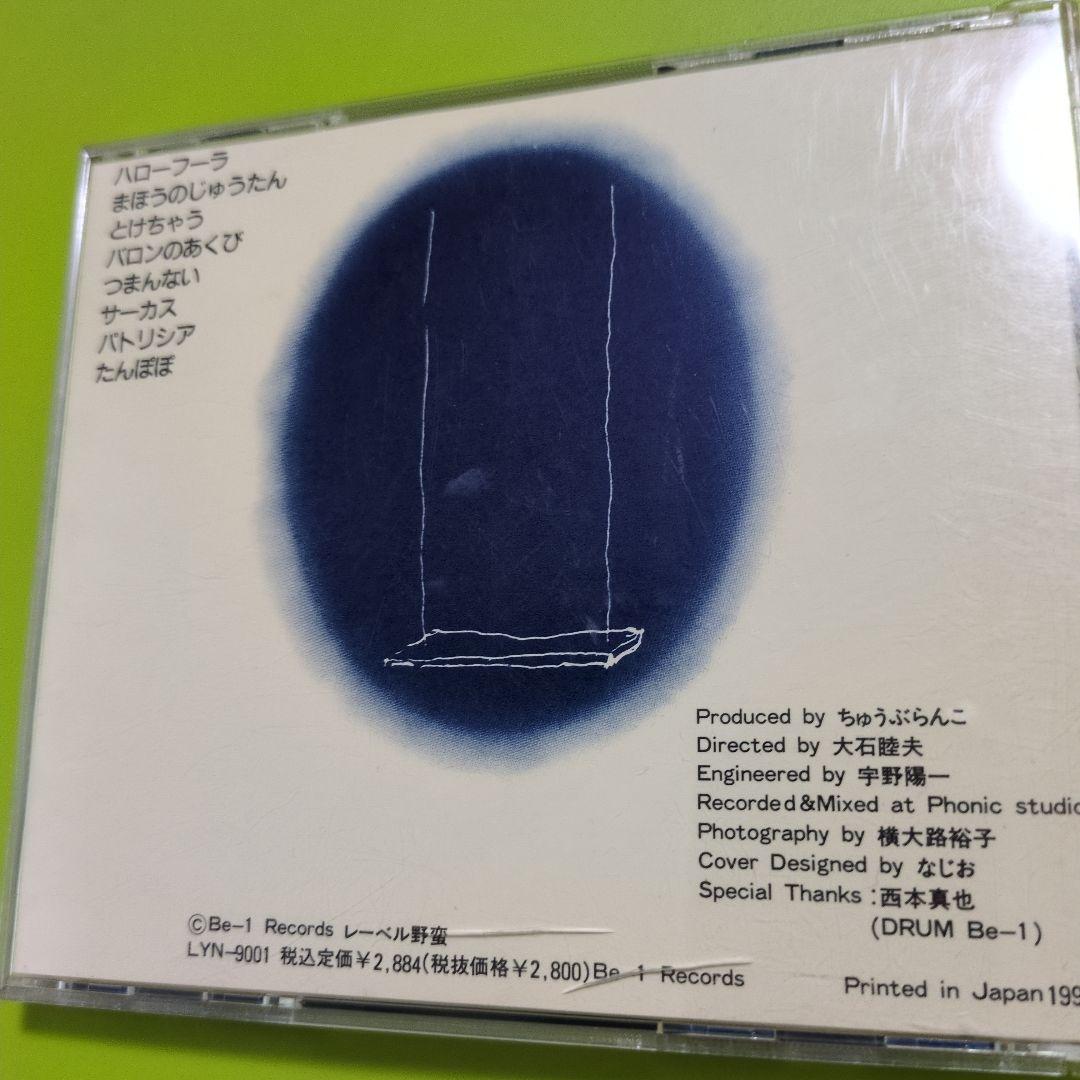 ハローフーラ
まほうのじゅうたん
とけちゃう
バロンのあくび
つまんない
サーカス
パトリシア
たんぽぽ
Produced by ちゅうぶらんこ
Directed by 大石睦夫
Engineered by 宇野陽一
Recorded&Mixed at Phonic studio
Photography by 横大路裕子
Cover Designed by なじお
Special Thanks：西本真也
(DRUM Be-1)
©Be-1 Records レーベル野蛮
LYN-9001 税込定価￥2,884(税抜価格￥2,800)Be-1 Records
Printed in Japan 199